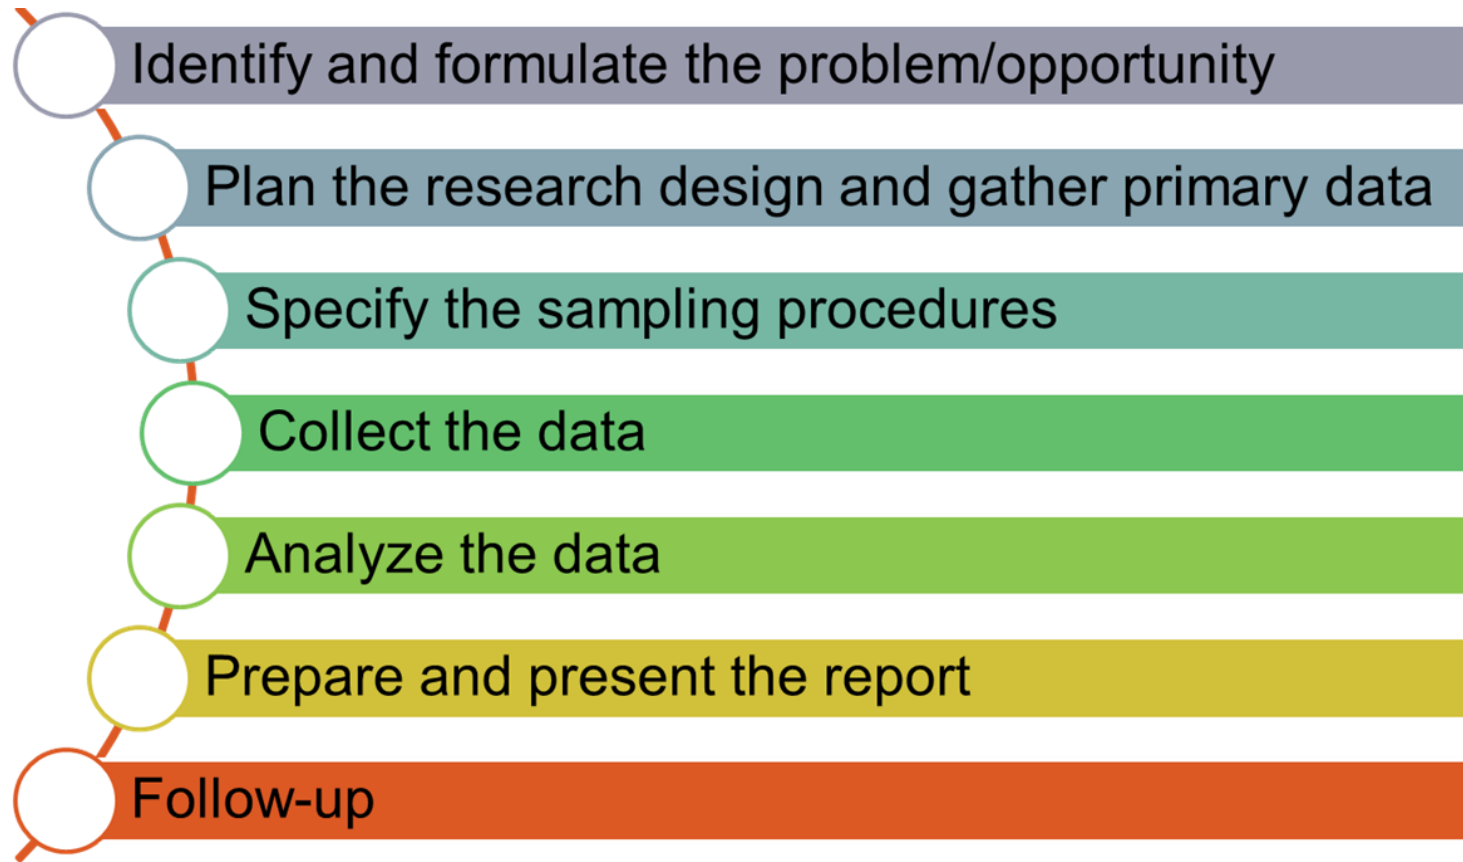 Identify and formulate the problem/opportunity
Plan the research design and gather primary data
Specify the sampling procedures
Collect the data
Analyze the data
Prepare and present the report
Follow-up